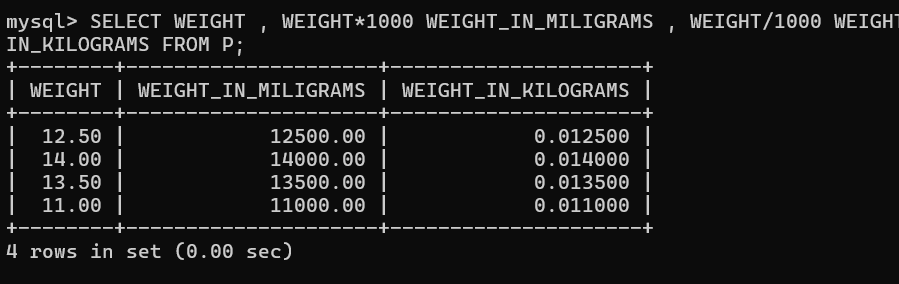 mysql> SELECT WEIGHT , WEIGHT*1000 WEIGHT_IN_MILIGRAMS , WEIGHT/1000 WEIGHT
IN_KILOGRAMS FROM P;
+--------+---------------------+---------------------+
| WEIGHT | WEIGHT_IN_MILIGRAMS | WEIGHT_IN_KILOGRAMS |
+--------+---------------------+---------------------+
|  12.50 |            12500.00 |            0.012500 |
|  14.00 |            14000.00 |            0.014000 |
|  13.50 |            13500.00 |            0.013500 |
|  11.00 |            11000.00 |            0.011000 |
+--------+---------------------+---------------------+
4 rows in set (0.00 sec)